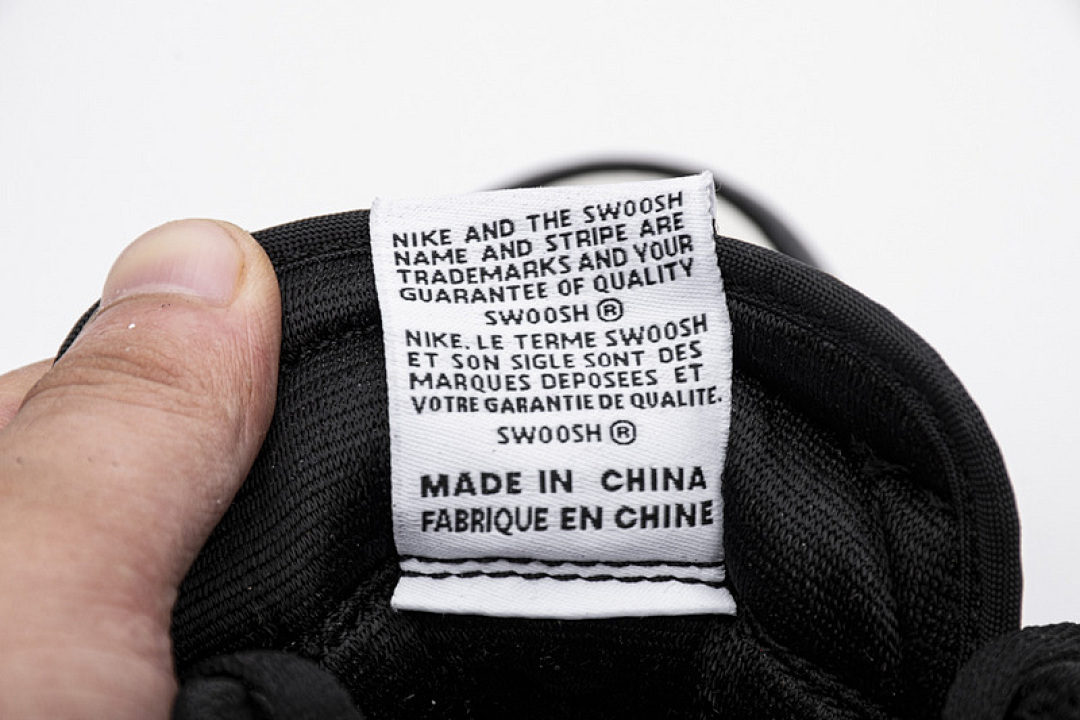 NIKE AND THE SWOOSH
NAME AND STRIPE ARE
TRADEMARKS AND YOUR
GUARANTEE OF QUALITY
SWOOSH ®
NIKE. LE TERME SWOOSH
ET SON SIGLE SONT DES
MARQUES DEPOSEES ET
VOTRE GARANTIE DE QUALITE.
SWOOSH ®
MADE IN CHINA
FABRIQUE EN CHINE